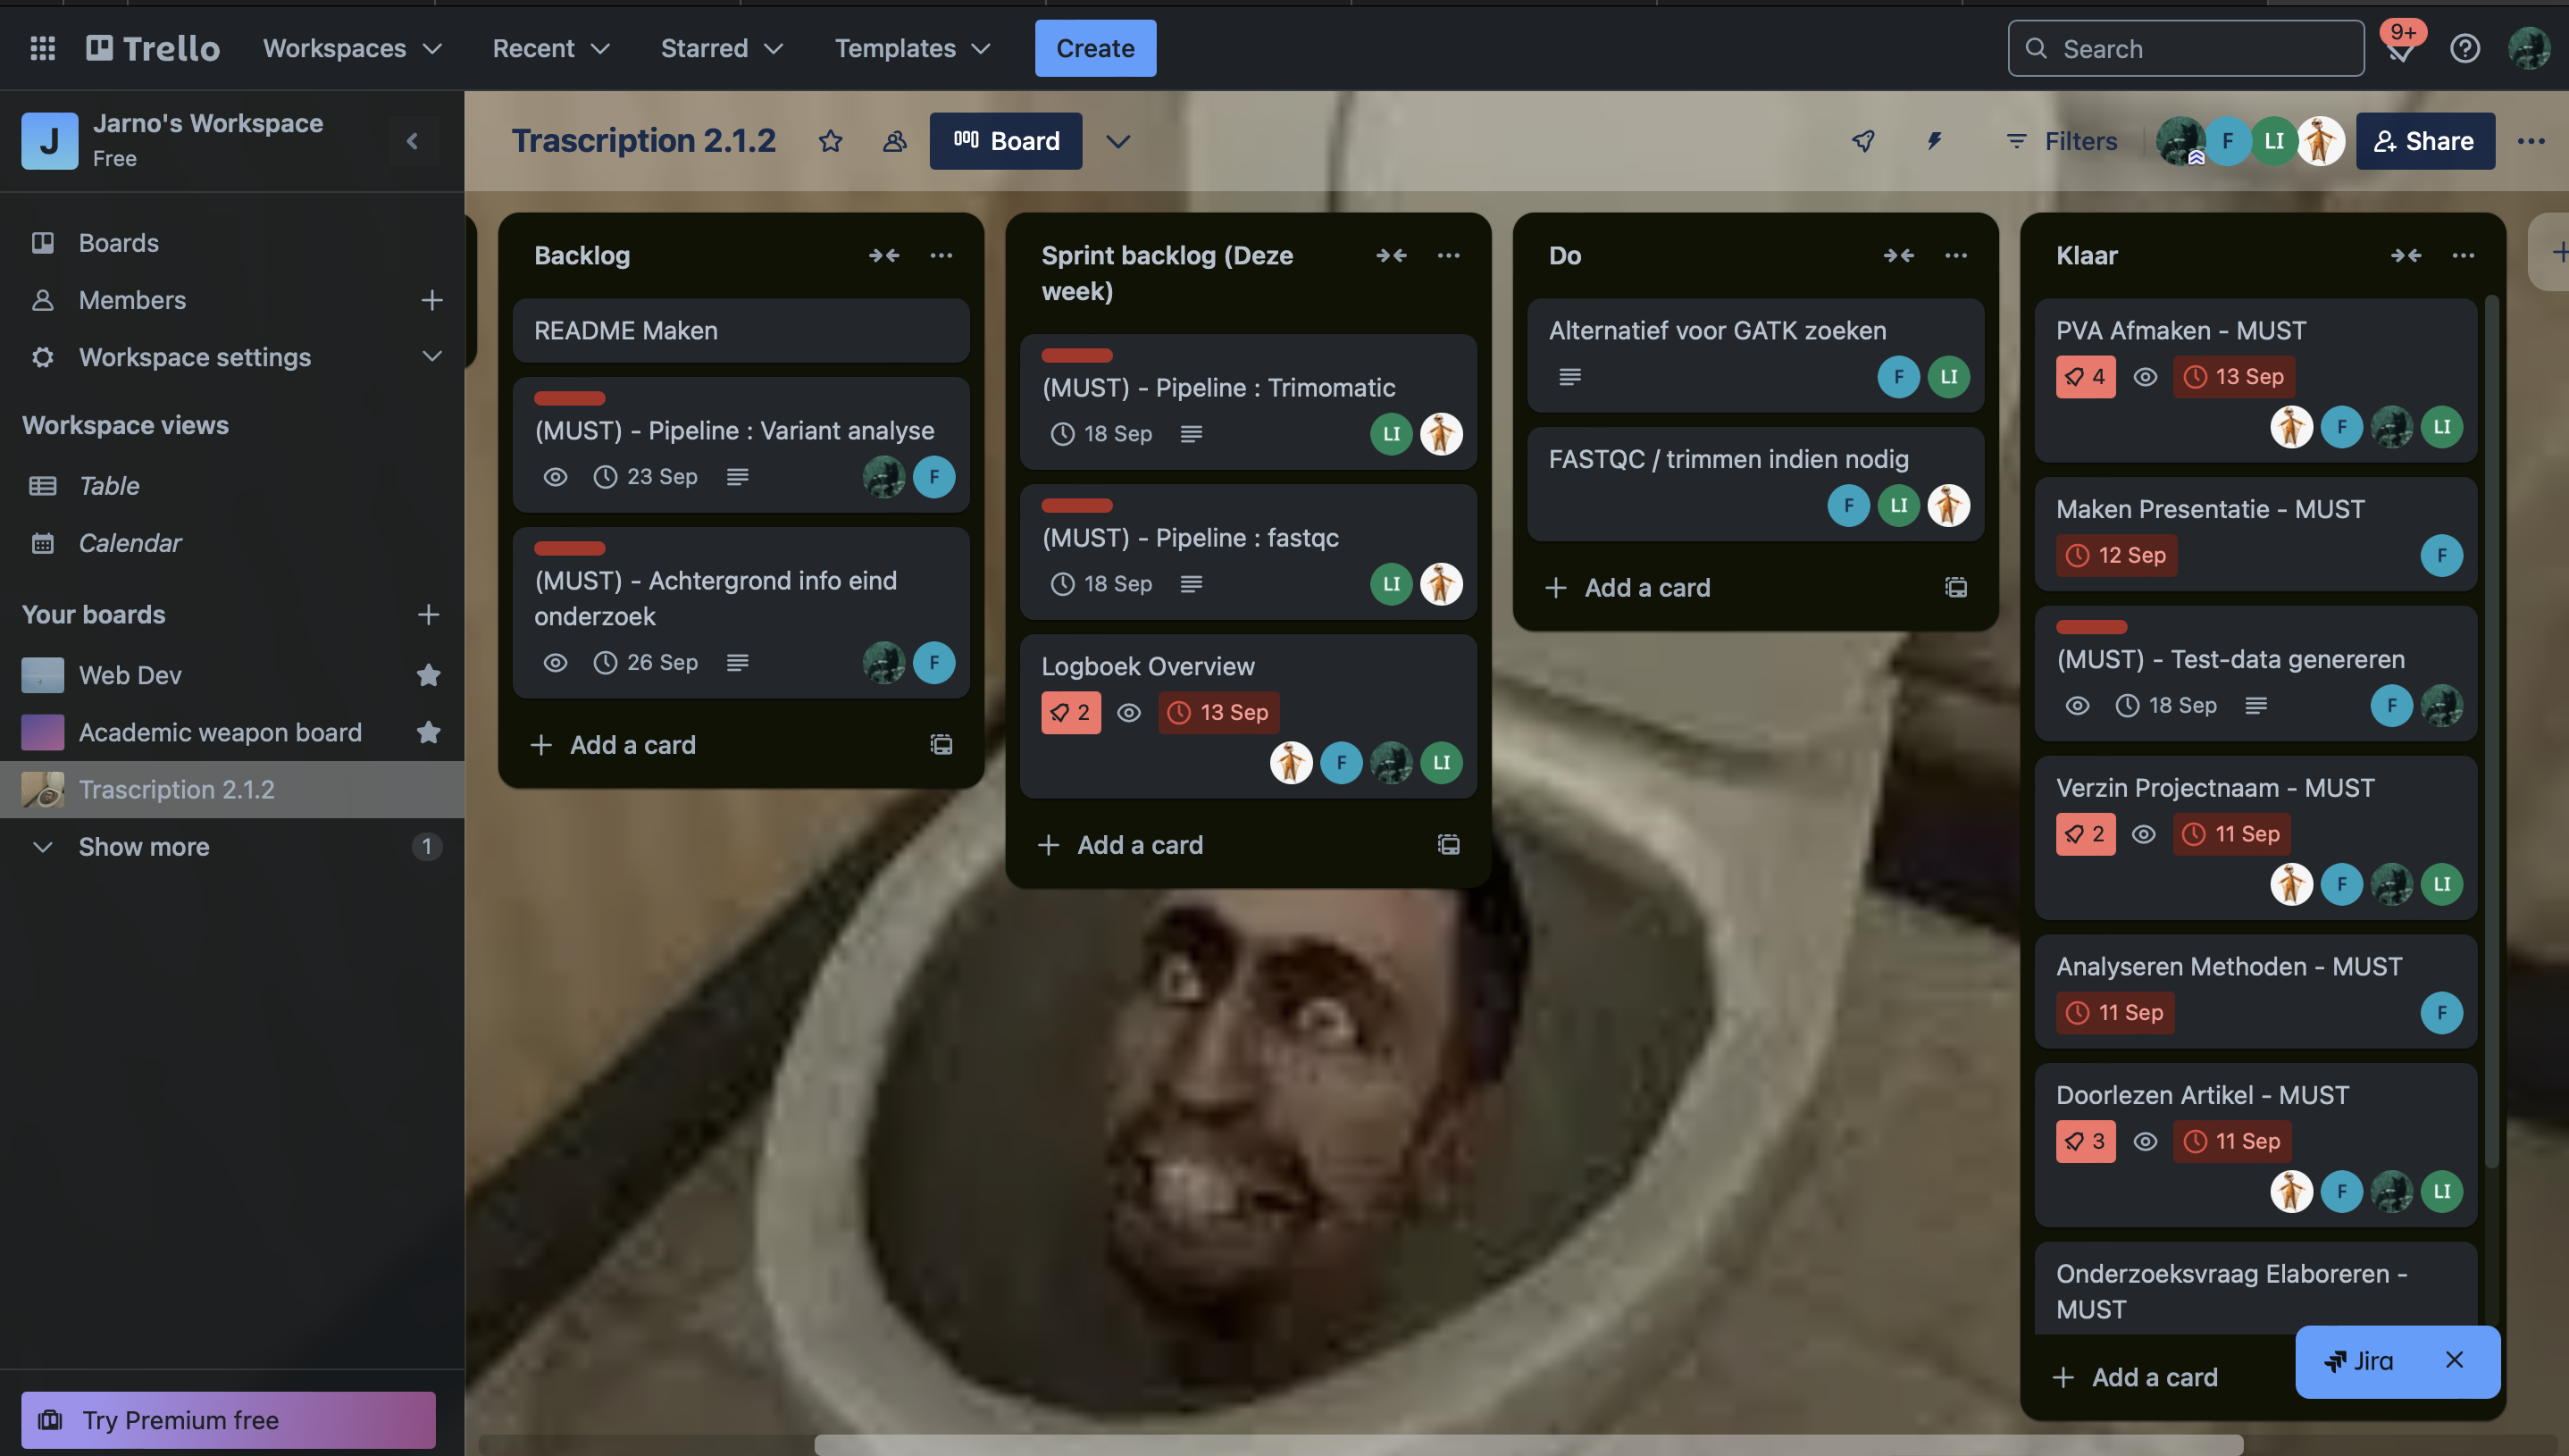 Trello
Workspaces
Recent
Starred
Templates
Create
Search
9+
J
Jarno's Workspace
Free
Boards
Members
Workspace settings
Workspace views
Table
Calendar
Your boards
Web Dev
Academic weapon board
Trascription 2.1.2
Show more
1
Try Premium free
Trascription 2.1.2
Board
Filters
F
LI
Share
Backlog
README Maken
(MUST) - Pipeline : Variant analyse
23 Sep
F
(MUST) - Achtergrond info eind
onderzoek
26 Sep
F
Add a card
Sprint backlog (Deze
week)
(MUST) - Pipeline : Trimomatic
18 Sep
LI
(MUST) - Pipeline : fastqc
18 Sep
LI
Logboek Overview
2
13 Sep
F
LI
Add a card
Do
Alternatief voor GATK zoeken
F
LI
FASTQC / trimmen indien nodig
F
LI
Add a card
Klaar
PVA Afmaken - MUST
4
13 Sep
F
LI
Maken Presentatie - MUST
12 Sep
F
(MUST) - Test-data genereren
18 Sep
F
Verzin Projectnaam - MUST
2
11 Sep
F
LI
Analyseren Methoden - MUST
11 Sep
F
Doorlezen Artikel - MUST
3
11 Sep
F
LI
Onderzoeksvraag Elaboreren -
MUST
Add a card
Jira